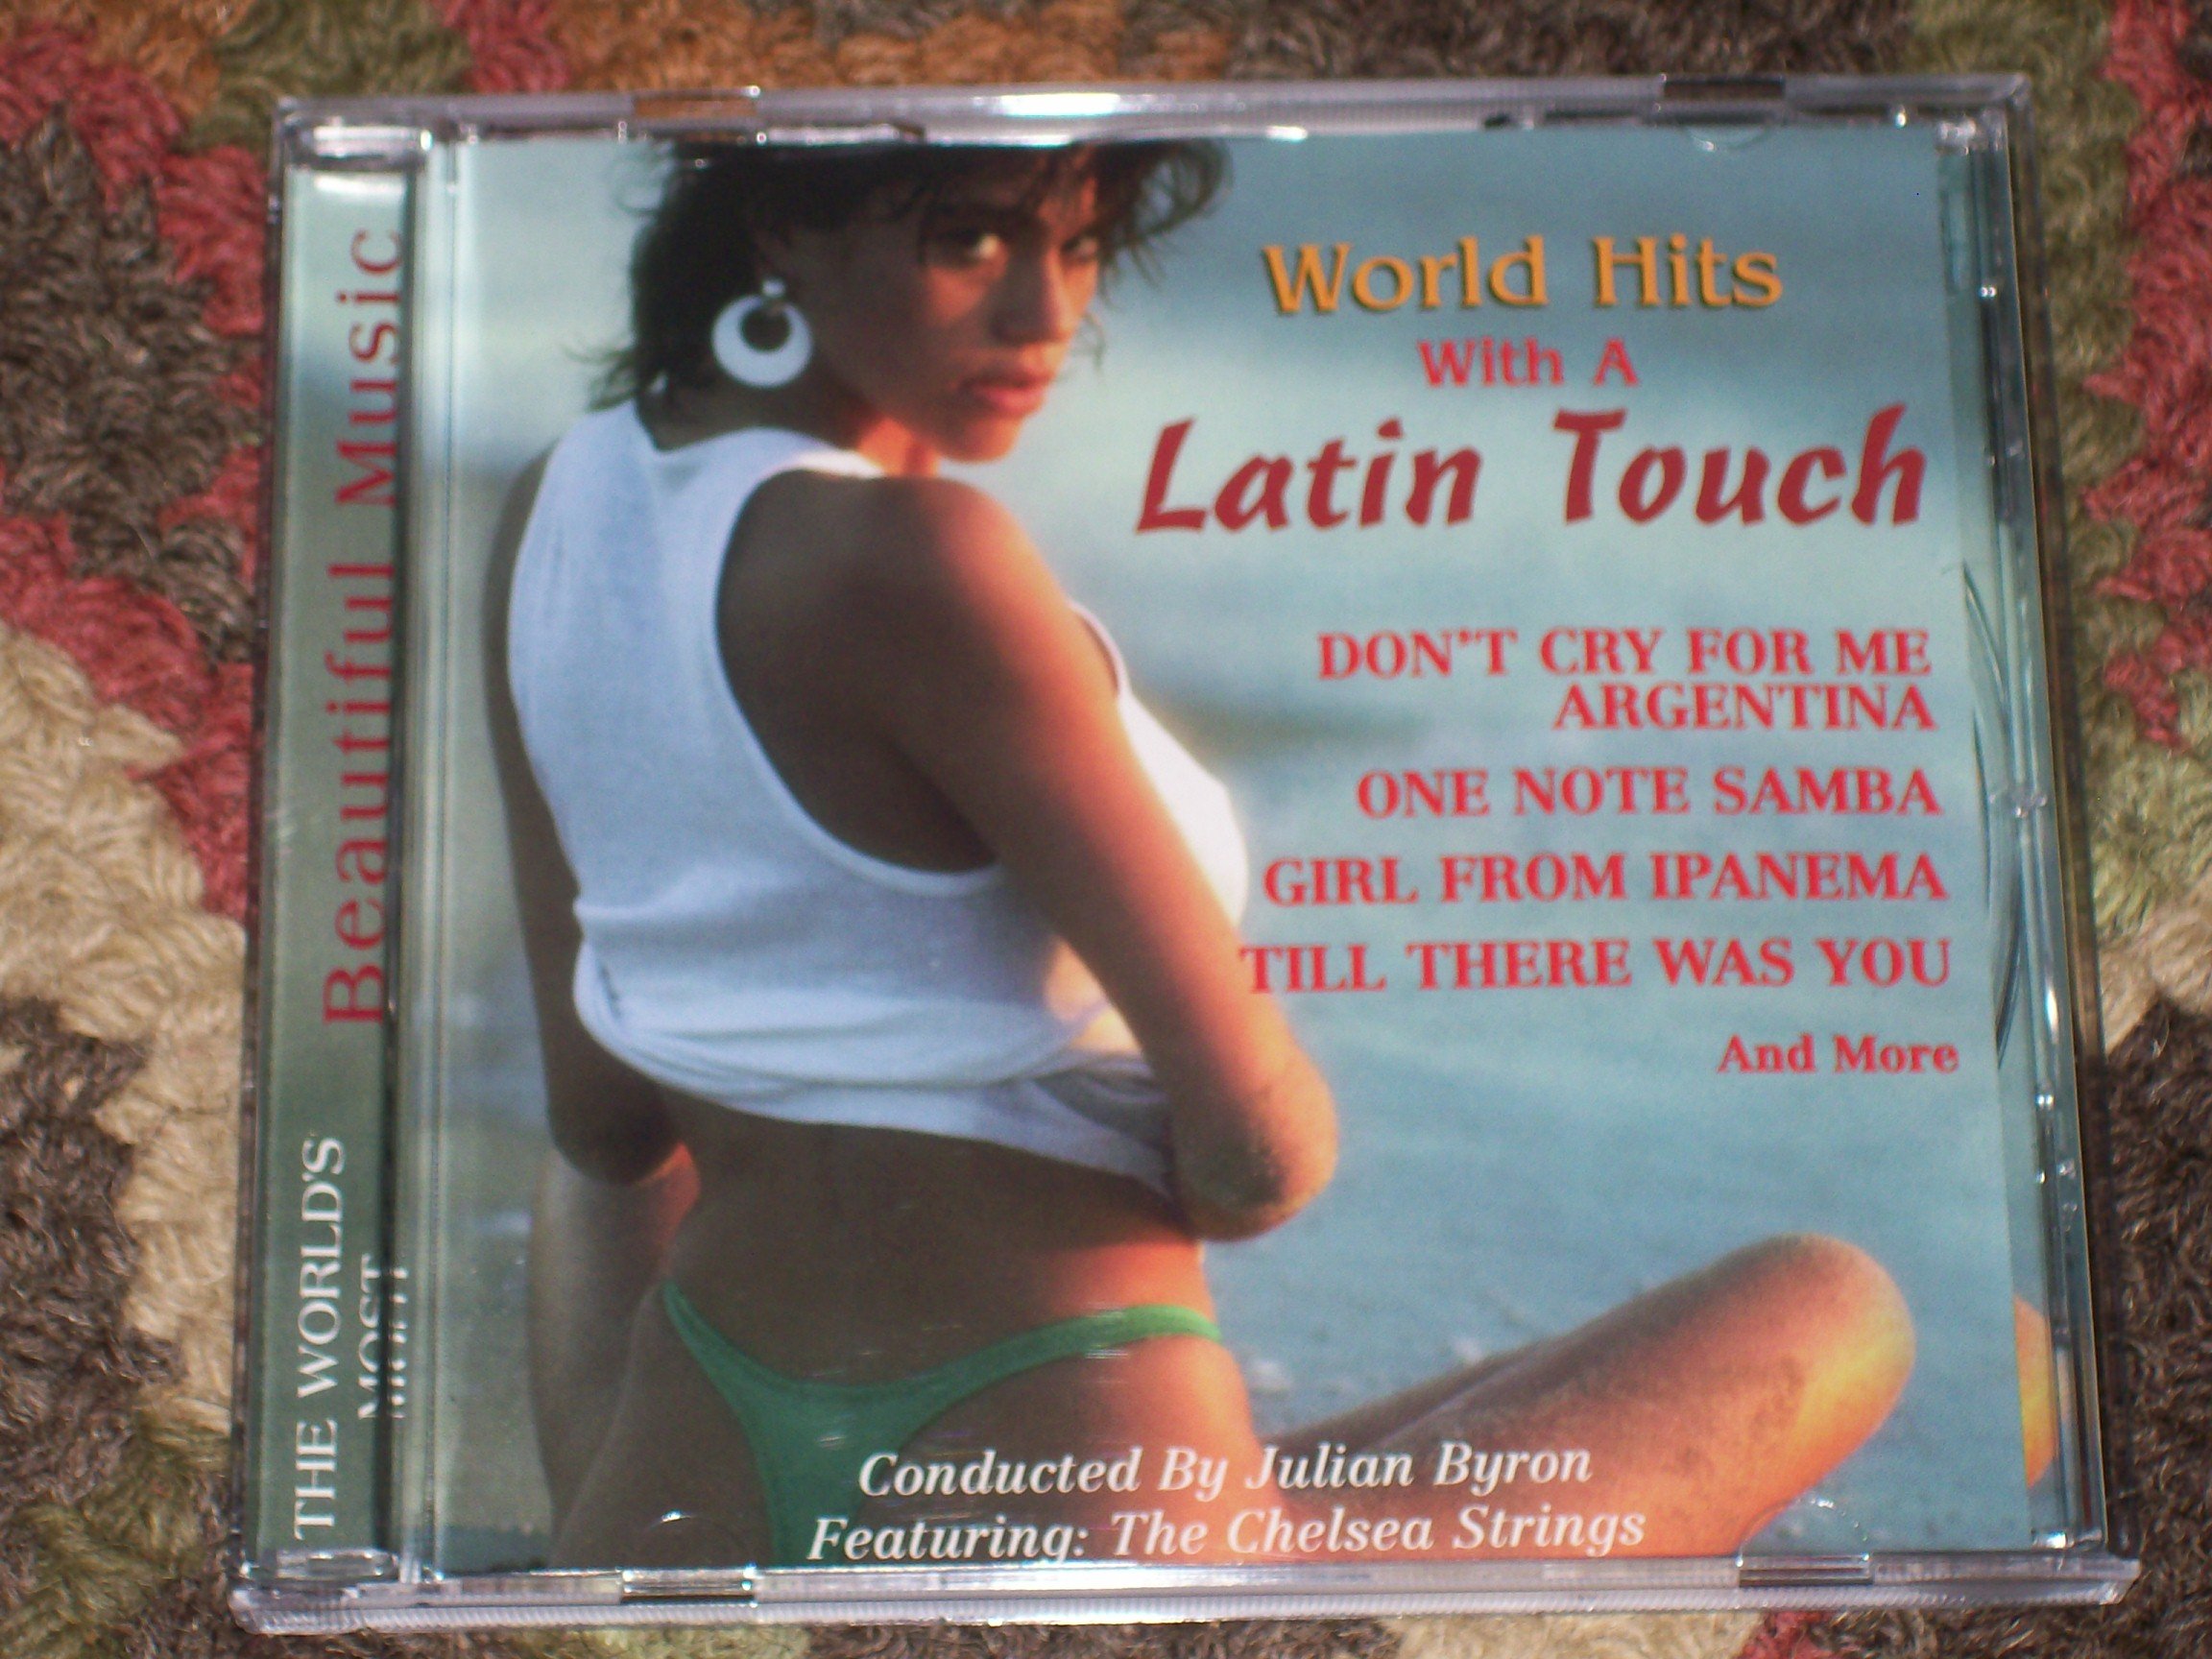 THE WORLD'S
MOST
Beautiful Music
World Hits
With A
Latin Touch
DON'T CRY FOR ME
ARGENTINA
ONE NOTE SAMBA
GIRL FROM IPANEMA
TILL THERE WAS YOU
And More
Conducted By Julian Byron
Featuring: The Chelsea Strings